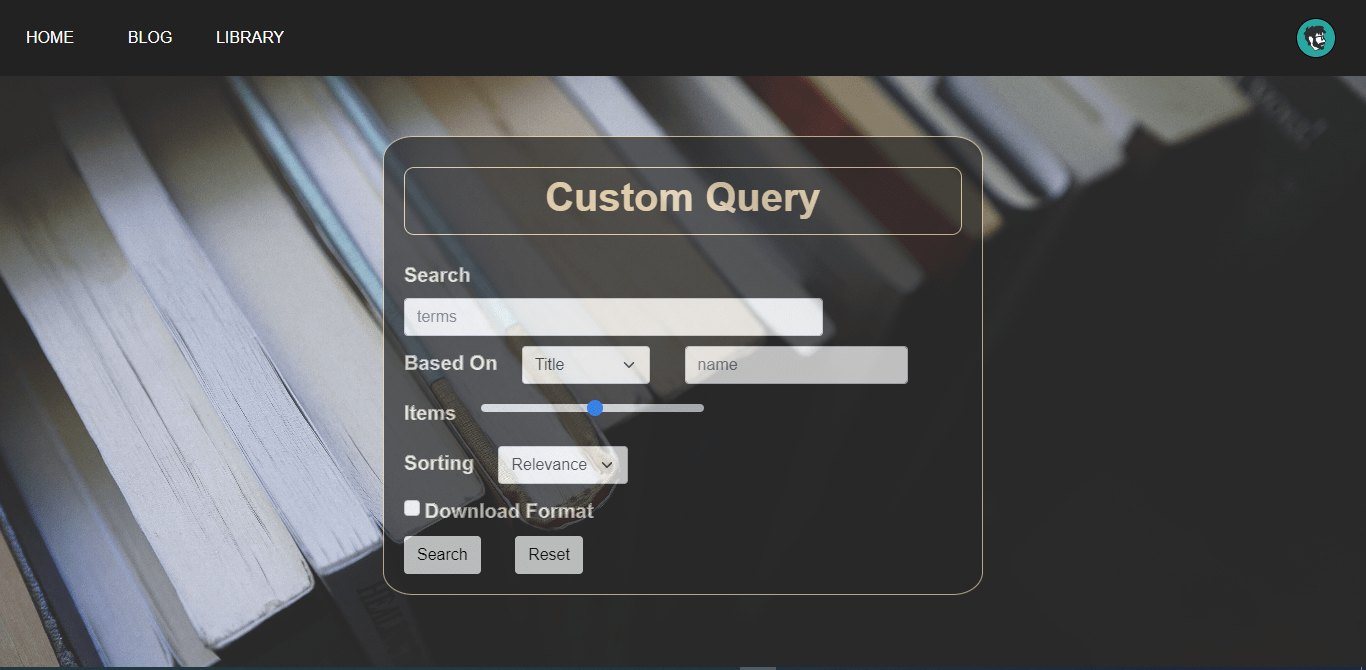 HOME BLOG LIBRARY
Custom Query
Search
terms
Based On Title name
Items
Sorting Relevance
Download Format
Search Reset